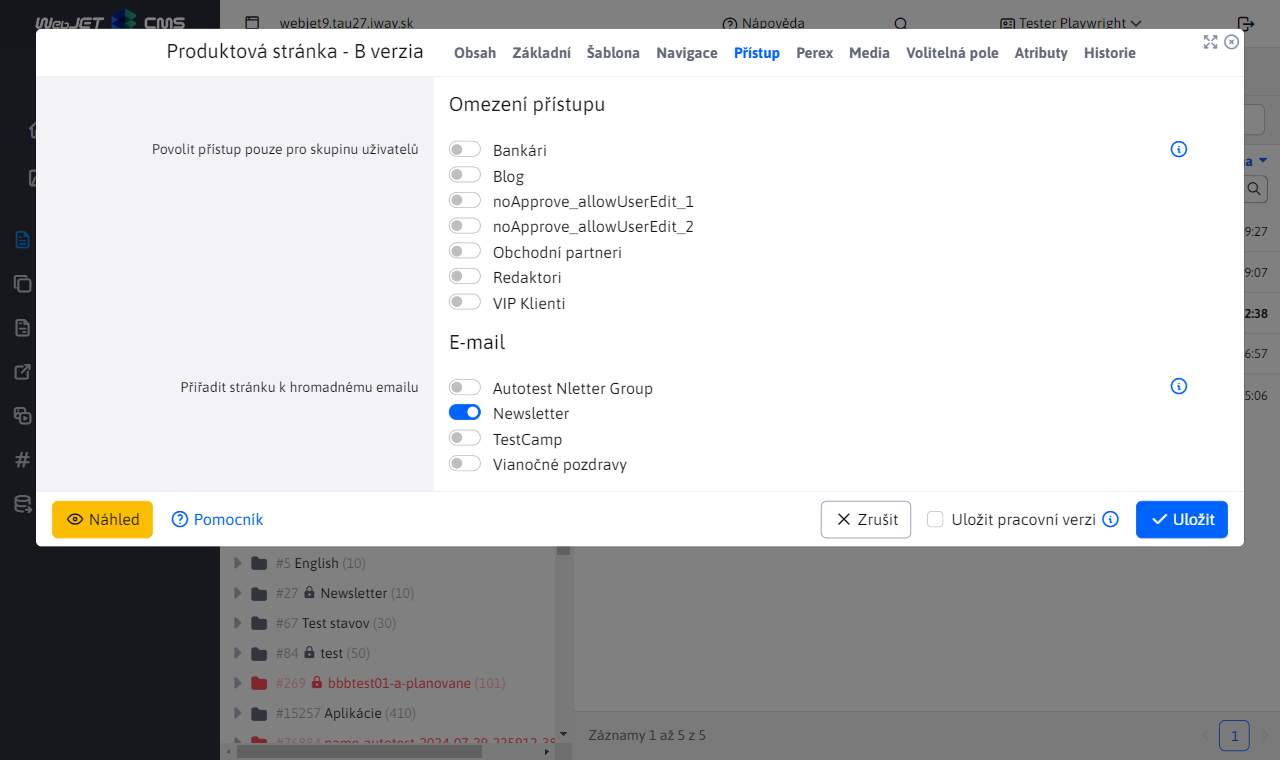 WebJET CMS
webjet9.tau27.iway.sk
Nápověda
Tester Playwright
Produktová stránka - B verzia
Obsah Základní Šablona Navigace Přístup Perex Media Volitelná pole Atributy Historie
Omezení přístupu
Povolit přístup pouze pro skupinu uživatelů
Bankári
Blog
noApprove_allowUserEdit_1
noApprove_allowUserEdit_2
Obchodní partneri
Redaktori
VIP Klienti
E-mail
Přiřadit stránku k hromadnému emailu
Autotest Nletter Group
Newsletter
TestCamp
Vianočné pozdravy
9:27
9:07
2:38
6:57
5:06
Náhled
Pomocník
Zrušit
Uložit pracovní verzi
Uložit
#5 English (10)
#27 Newsletter (10)
#67 Test stavov (30)
#84 test (50)
#269 bbbtest01-a-planovane (101)
#15257 Aplikácie (410)
Záznamy 1 až 5 z 5
1